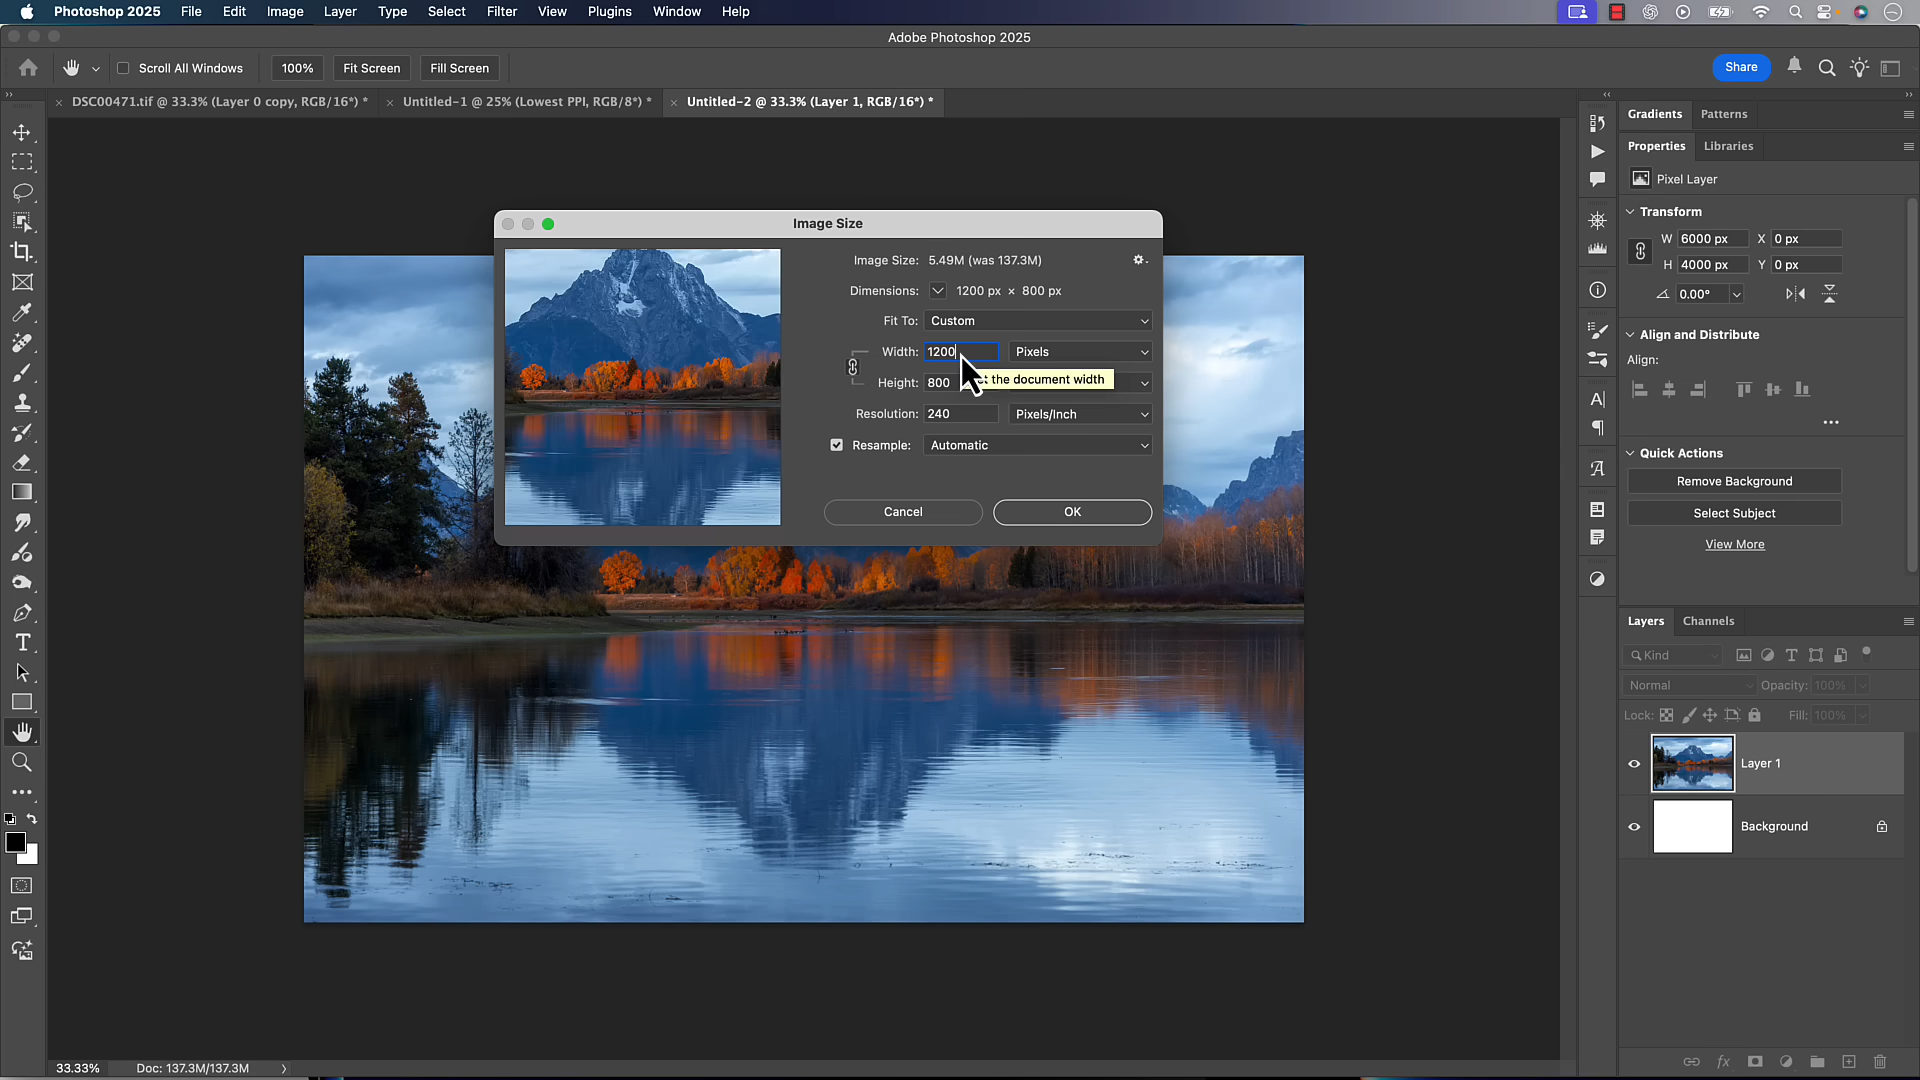 Photoshop 2025 File Edit Image Layer Type Select Filter View Plugins Window Help
Adobe Photoshop 2025
Scroll All Windows 100% Fit Screen Fill Screen Share
DSC00471.tif @ 33.3% (Layer 0 copy, RGB/16*) * Untitled-1 @ 25% (Lowest PPI, RGB/8*) * Untitled-2 @ 33.3% (Layer 1, RGB/16*) *
Gradients Patterns
Properties Libraries
Pixel Layer
Transform
W 6000 px X 0 px
H 4000 px Y 0 px
0.00°
Align and Distribute
Align:
Quick Actions
Remove Background
Select Subject
View More
Image Size
Image Size: 5.49M (was 137.3M)
Dimensions: 1200 px × 800 px
Fit To: Custom
Width: 1200 Pixels
the document width
Height: 800
Resolution: 240 Pixels/Inch
Resample: Automatic
Cancel OK
Layers Channels
Kind
Normal Opacity: 100%
Lock: Fill: 100%
Layer 1
Background
33.33% Doc: 137.3M/137.3M